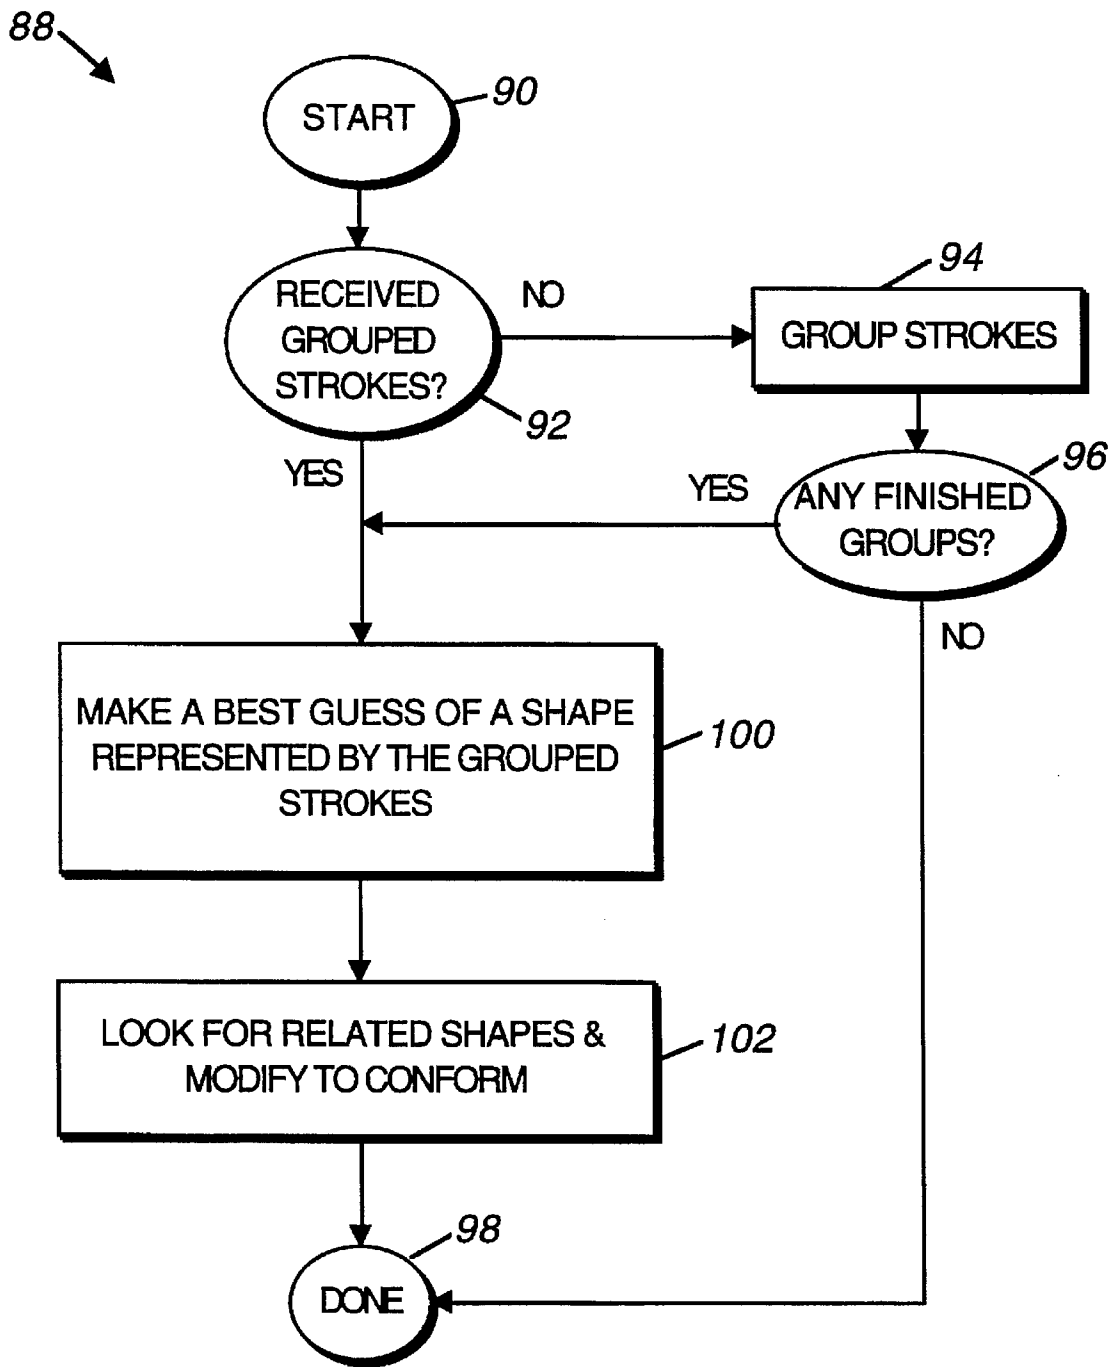 88
90
START
RECEIVED
GROUPED
STROKES?
NO
94
GROUP STROKES
92
YES
YES
96
ANY FINISHED
GROUPS?
NO
MAKE A BEST GUESS OF A SHAPE
REPRESENTED BY THE GROUPED
STROKES
100
LOOK FOR RELATED SHAPES &
MODIFY TO CONFORM
102
98
DONE